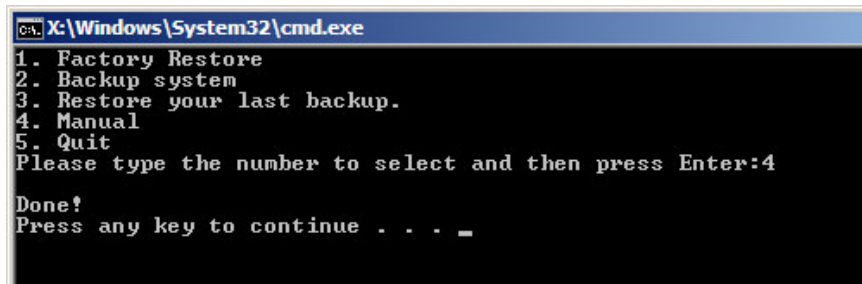 X:\Windows\System32\cmd.exe
1. Factory Restore
2. Backup system
3. Restore your last backup.
4. Manual
5. Quit
Please type the number to select and then press Enter:4
Done!
Press any key to continue . . . _